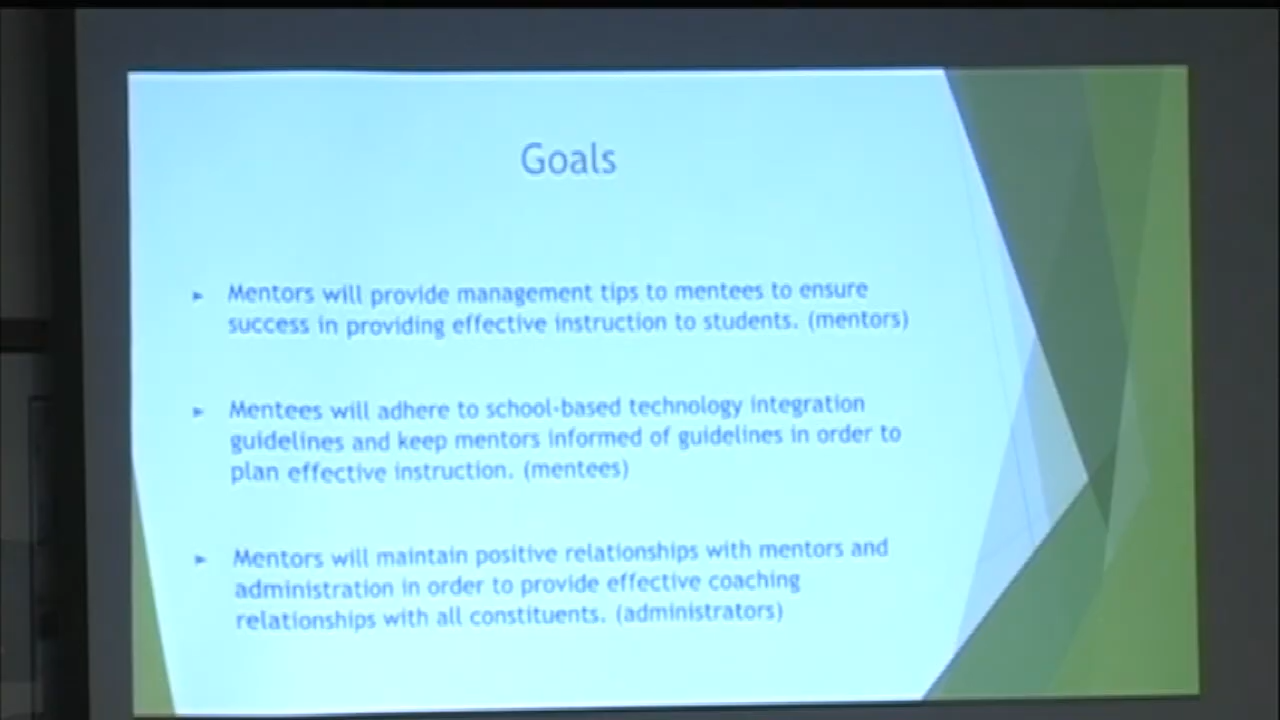 Goals
Mentors will provide management tips to mentees to ensure
success in providing effective instruction to students. (mentors)
Mentees will adhere to school-based technology integration
guidelines and keep mentors informed of guidelines in order to
plan effective instruction. (mentees)
Mentors will maintain positive relationships with mentors and
administration in order to provide effective coaching
relationships with all constituents. (administrators)